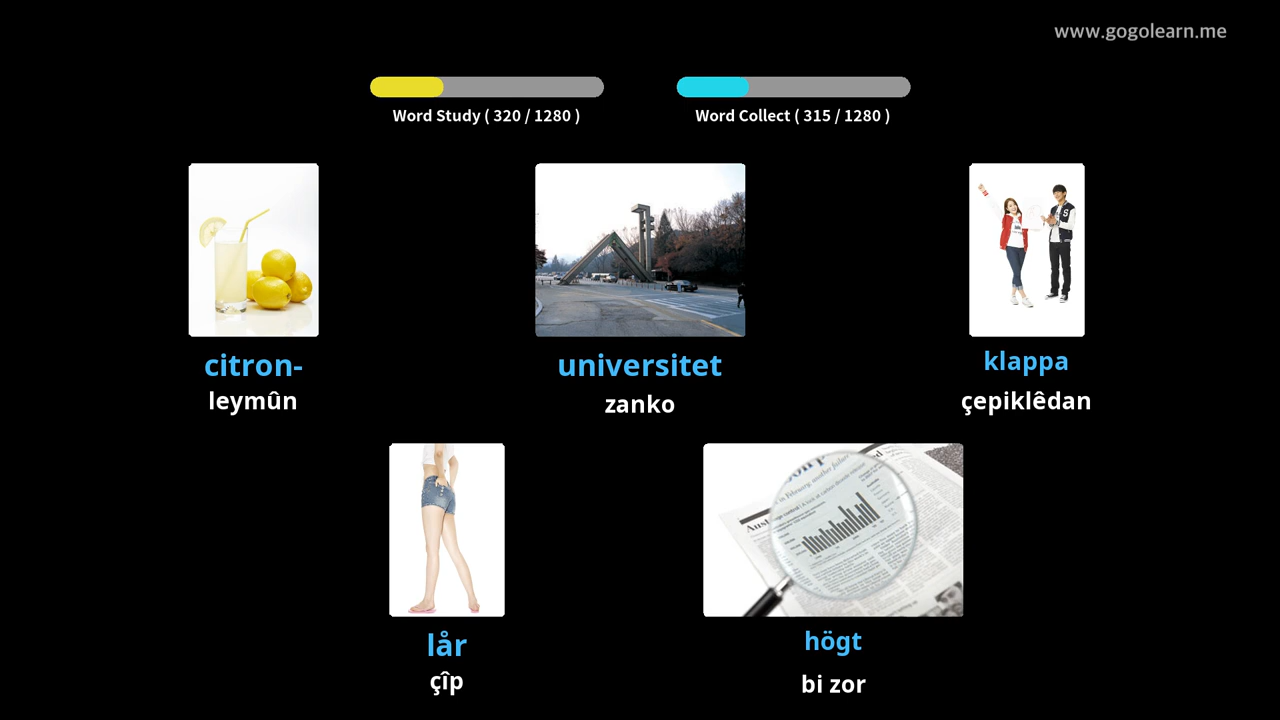 www.gogolearn.me
Word Study ( 320 / 1280 )
Word Collect ( 315 / 1280 )
citron-
leymûn
universitet
zanko
klappa
çepiklêdan
lår
çîp
högt
bi zor